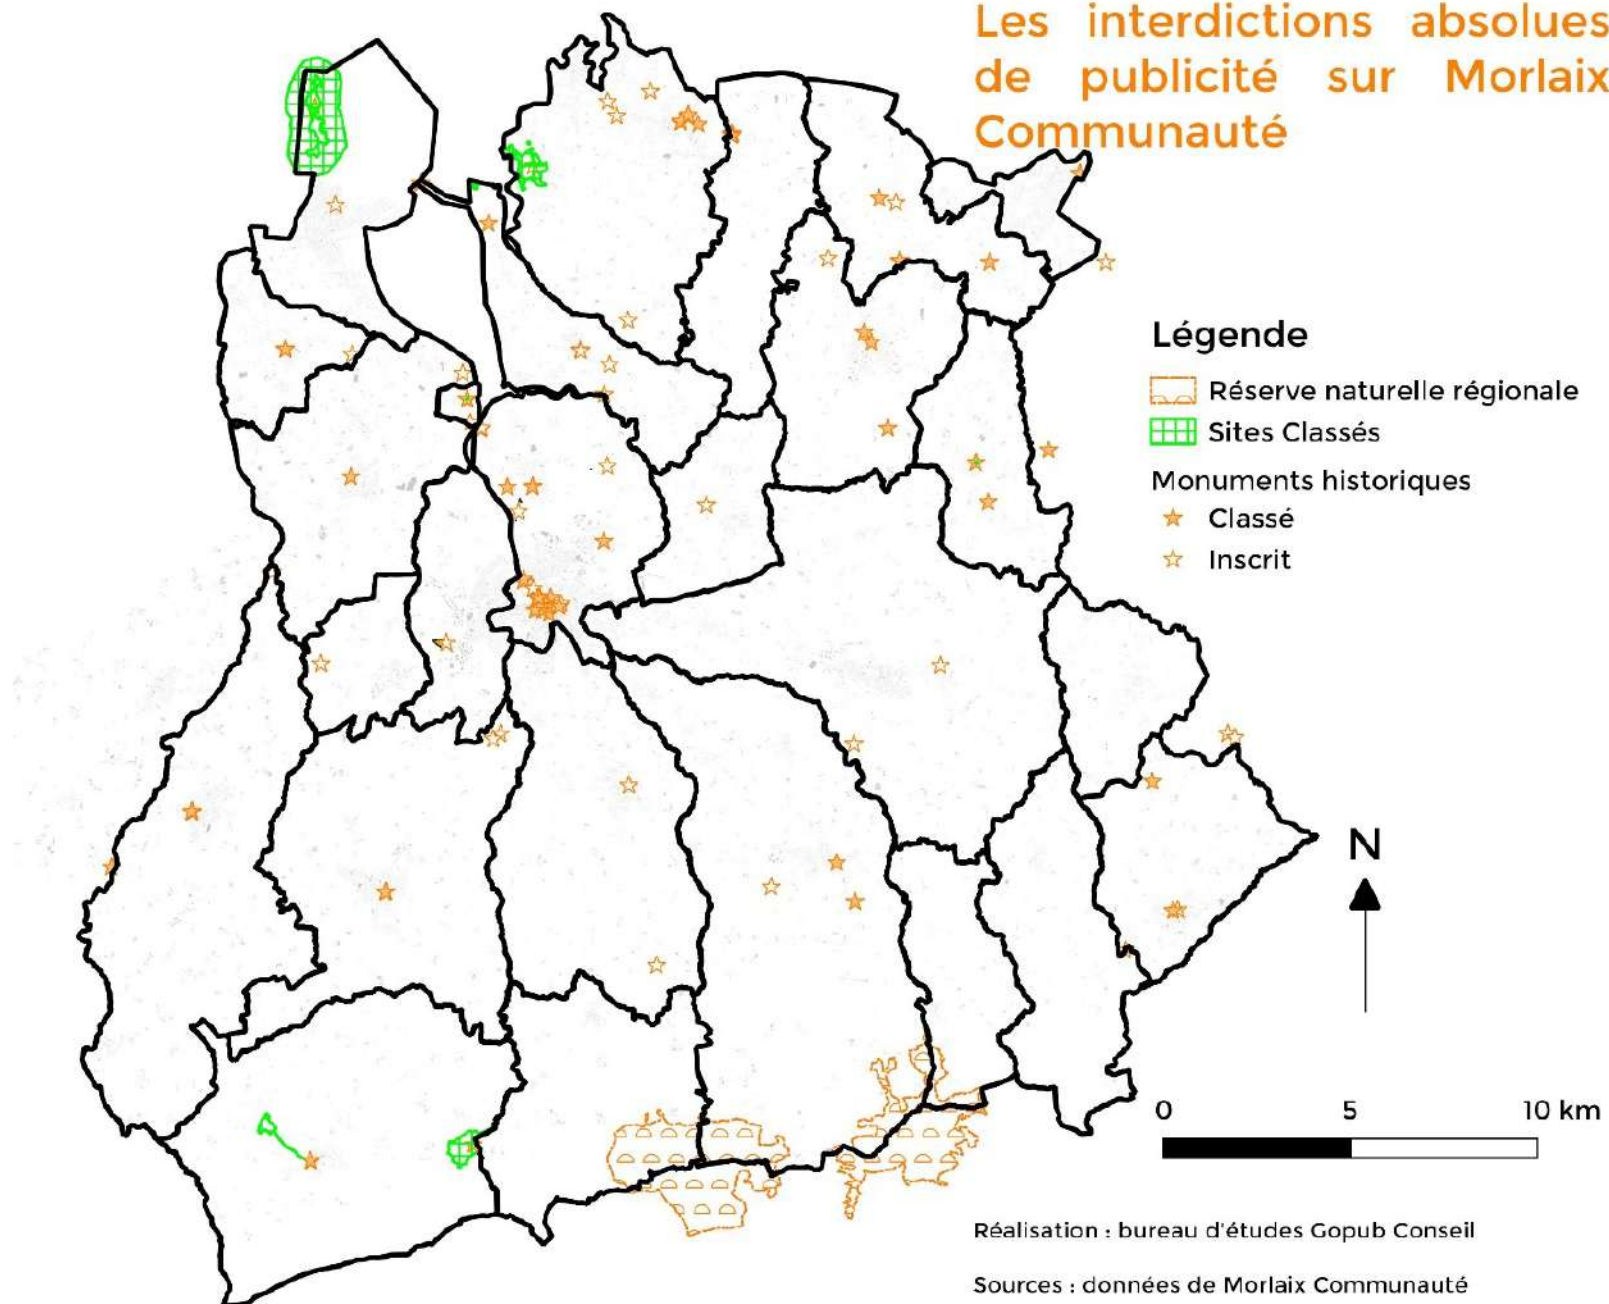 Les interdictions absolues
de publicité sur Morlaix
Communauté
Légende
Réserve naturelle régionale
Sites Classés
Monuments historiques
Classé
Inscrit
N
0 5 10 km
Réalisation : bureau d'études Gopub Conseil
Sources : données de Morlaix Communauté